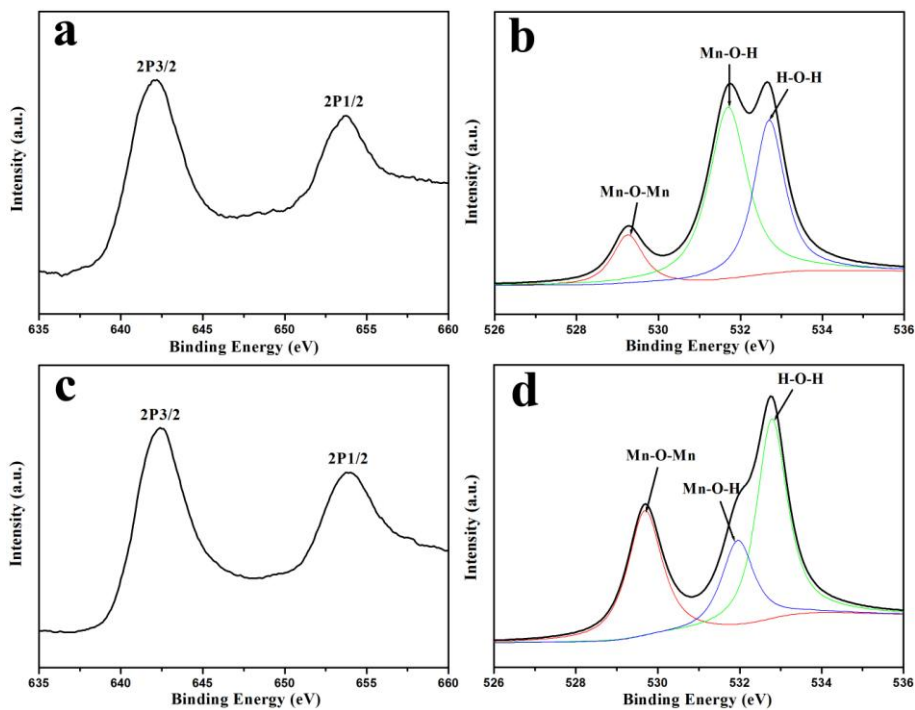 a
2P3/2
2P1/2
Intensity (a.u.)
635 640 645 650 655 660
Binding Energy (eV)
b
Mn-O-H
H-O-H
Mn-O-Mn
Intensity (a.u.)
526 528 530 532 534 536
Binding Energy (eV)
c
2P3/2
2P1/2
Intensity (a.u.)
635 640 645 650 655 660
Binding Energy (eV)
d
H-O-H
Mn-O-Mn
Mn-O-H
Intensity (a.u.)
526 528 530 532 534 536
Binding Energy (eV)